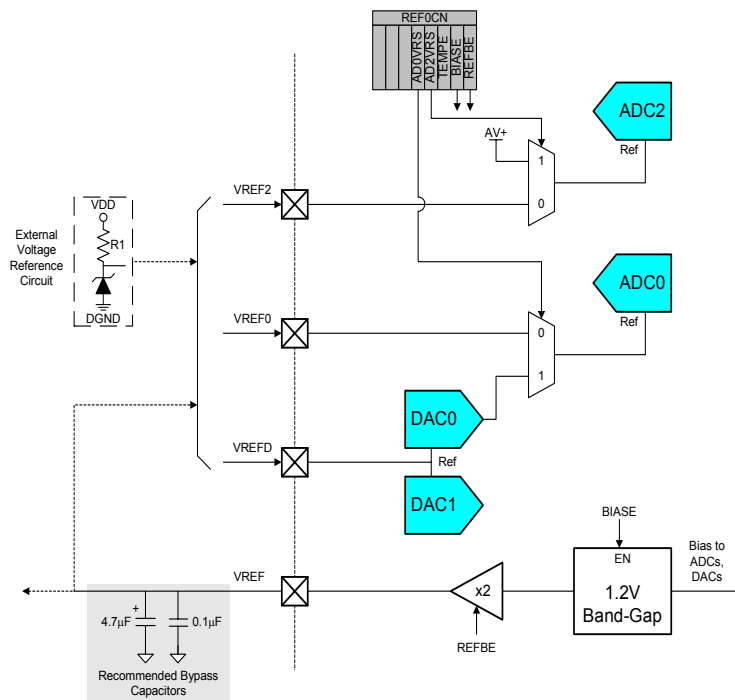 REF0CN
AD0VRS
AD2VRS
TEMPE
BIASE
REFBE
ADC2
AV+
Ref
1
VREF2
0
VDD
R1
External
Voltage
Reference
Circuit
DGND
ADC0
VREF0
0
Ref
1
DAC0
VREFD
Ref
DAC1
BIASE
Bias to
ADCs,
DACs
EN
VREF
x2
1.2V
Band-Gap
+
4.7μF
0.1μF
REFBE
Recommended Bypass
Capacitors